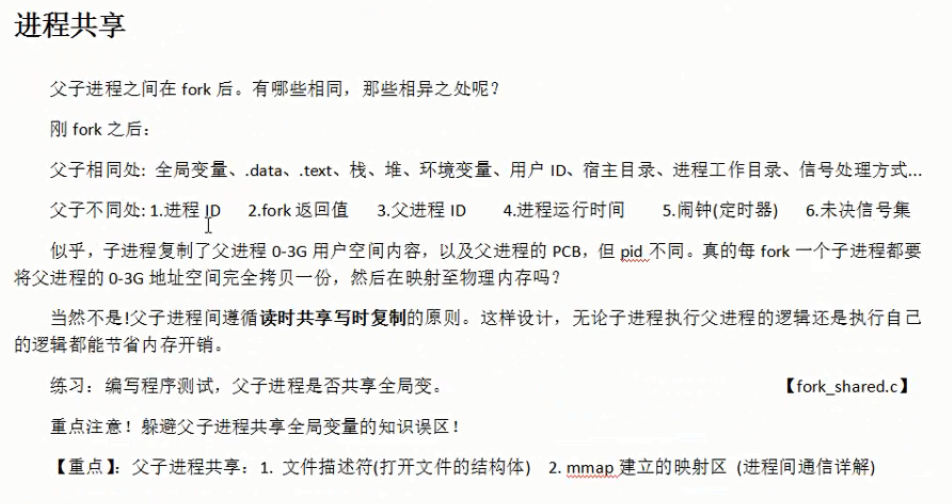 进程共享
父子进程之间在 fork 后。有哪些相同，那些相异之处呢？
刚 fork 之后：
父子相同处: 全局变量、.data、.text、栈、堆、环境变量、用户 ID、宿主目录、进程工作目录、信号处理方式...
父子不同处: 1.进程 ID 2.fork 返回值 3.父进程 ID 4.进程运行时间 5.闹钟(定时器) 6.未决信号集
似乎，子进程复制了父进程 0-3G 用户空间内容，以及父进程的 PCB，但 pid 不同。真的每 fork 一个子进程都要
将父进程的 0-3G 地址空间完全拷贝一份，然后在映射至物理内存吗？
当然不是!父子进程间遵循读时共享写时复制的原则。这样设计，无论子进程执行父进程的逻辑还是执行自己
的逻辑都能节省内存开销。
练习：编写程序测试，父子进程是否共享全局变。 【fork_shared.c】
重点注意！躲避父子进程共享全局变量的知识误区！
【重点】：父子进程共享：1. 文件描述符(打开文件的结构体) 2. mmap 建立的映射区 (进程间通信详解)